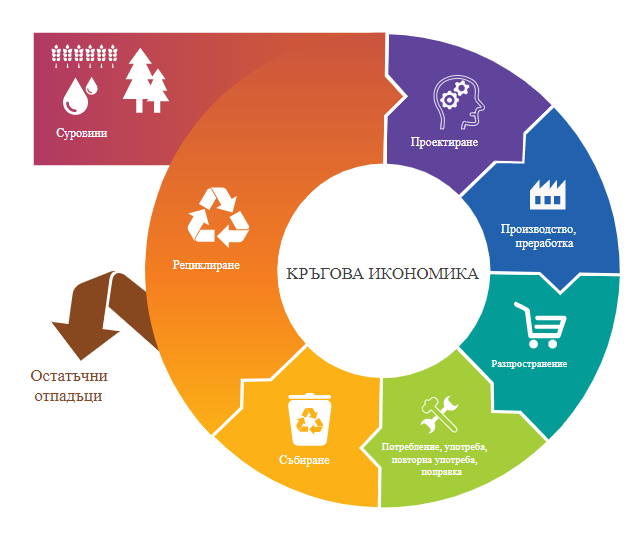 Суровини
Проектиране
Производство,
преработка
Рециклиране
КРЪГОВА ИКОНОМИКА
Разпространение
Остатъчни
отпадъци
Потребление, употреба,
повторна употреба,
поправка
Събиране